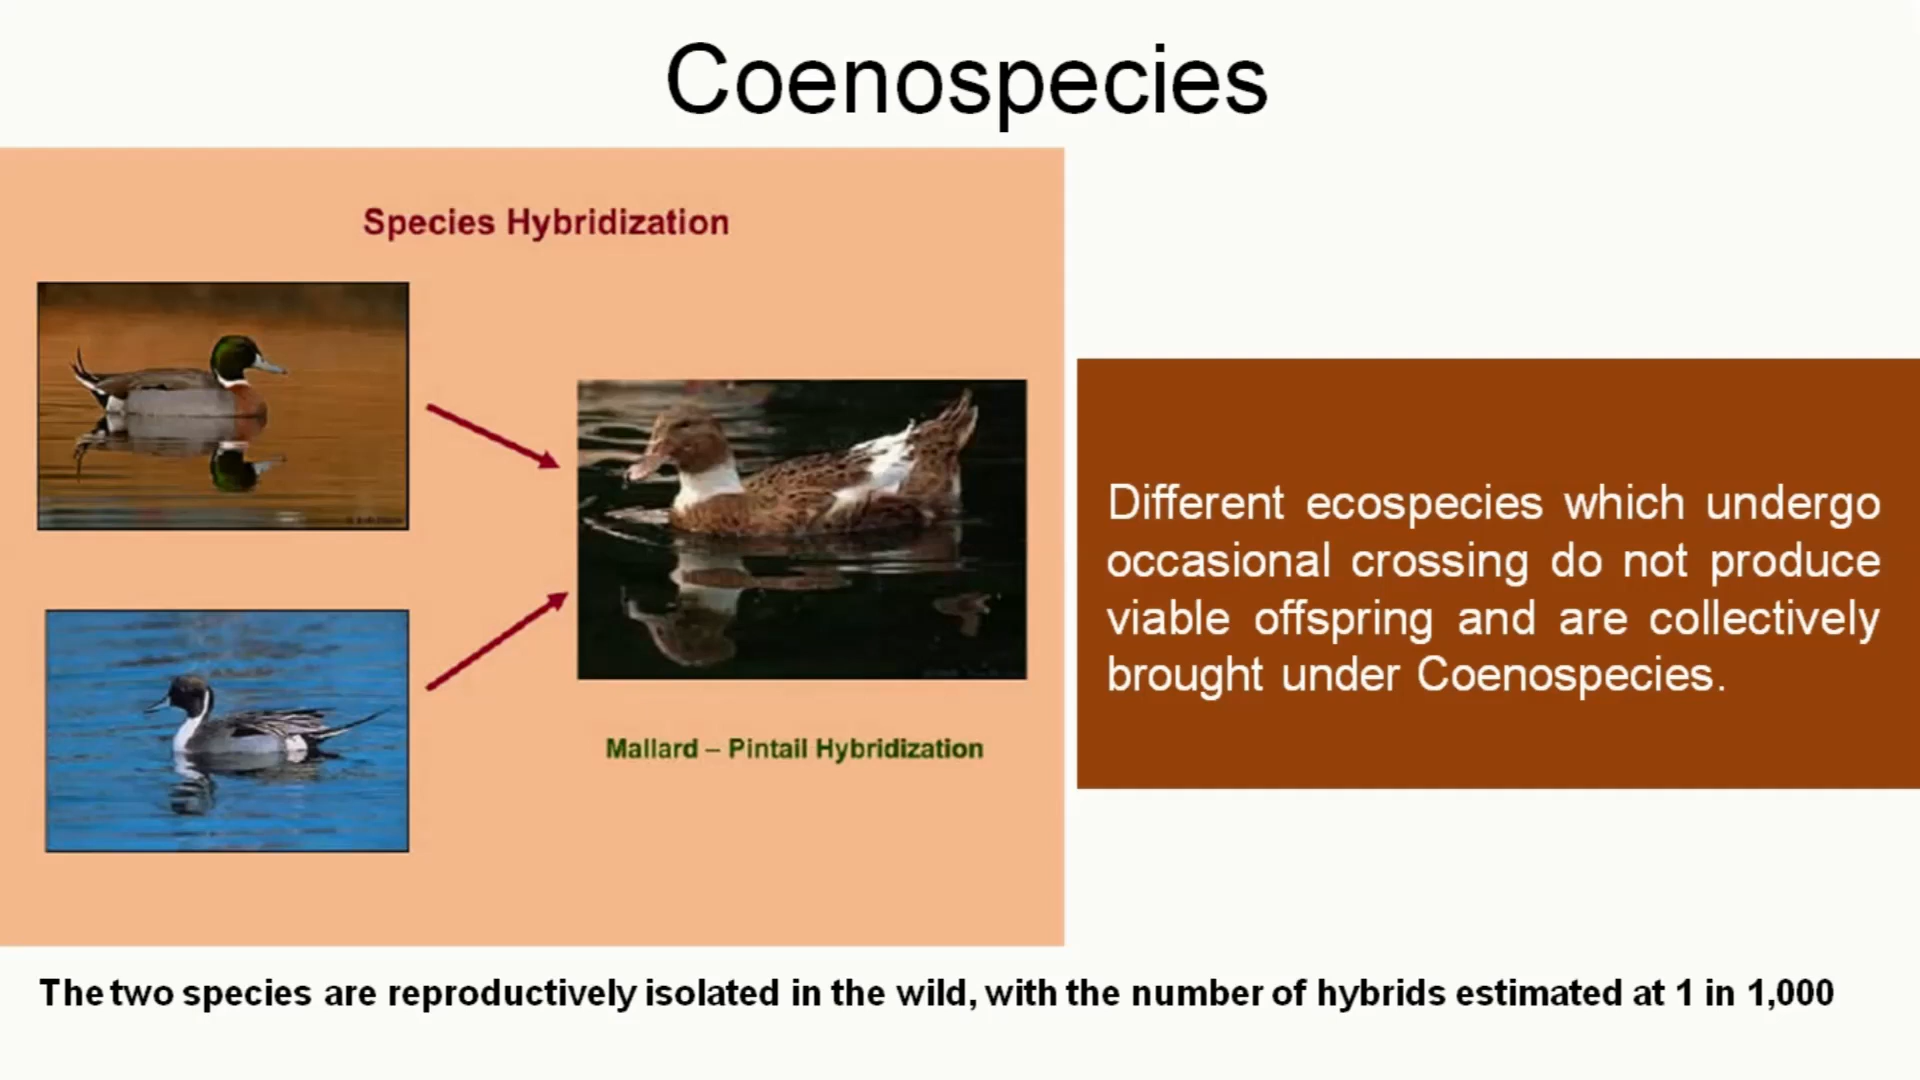 Coenospecies
Species Hybridization
Mallard – Pintail Hybridization
Different ecospecies which undergo
occasional crossing do not produce
viable offspring and are collectively
brought under Coenospecies.
The two species are reproductively isolated in the wild, with the number of hybrids estimated at 1 in 1,000